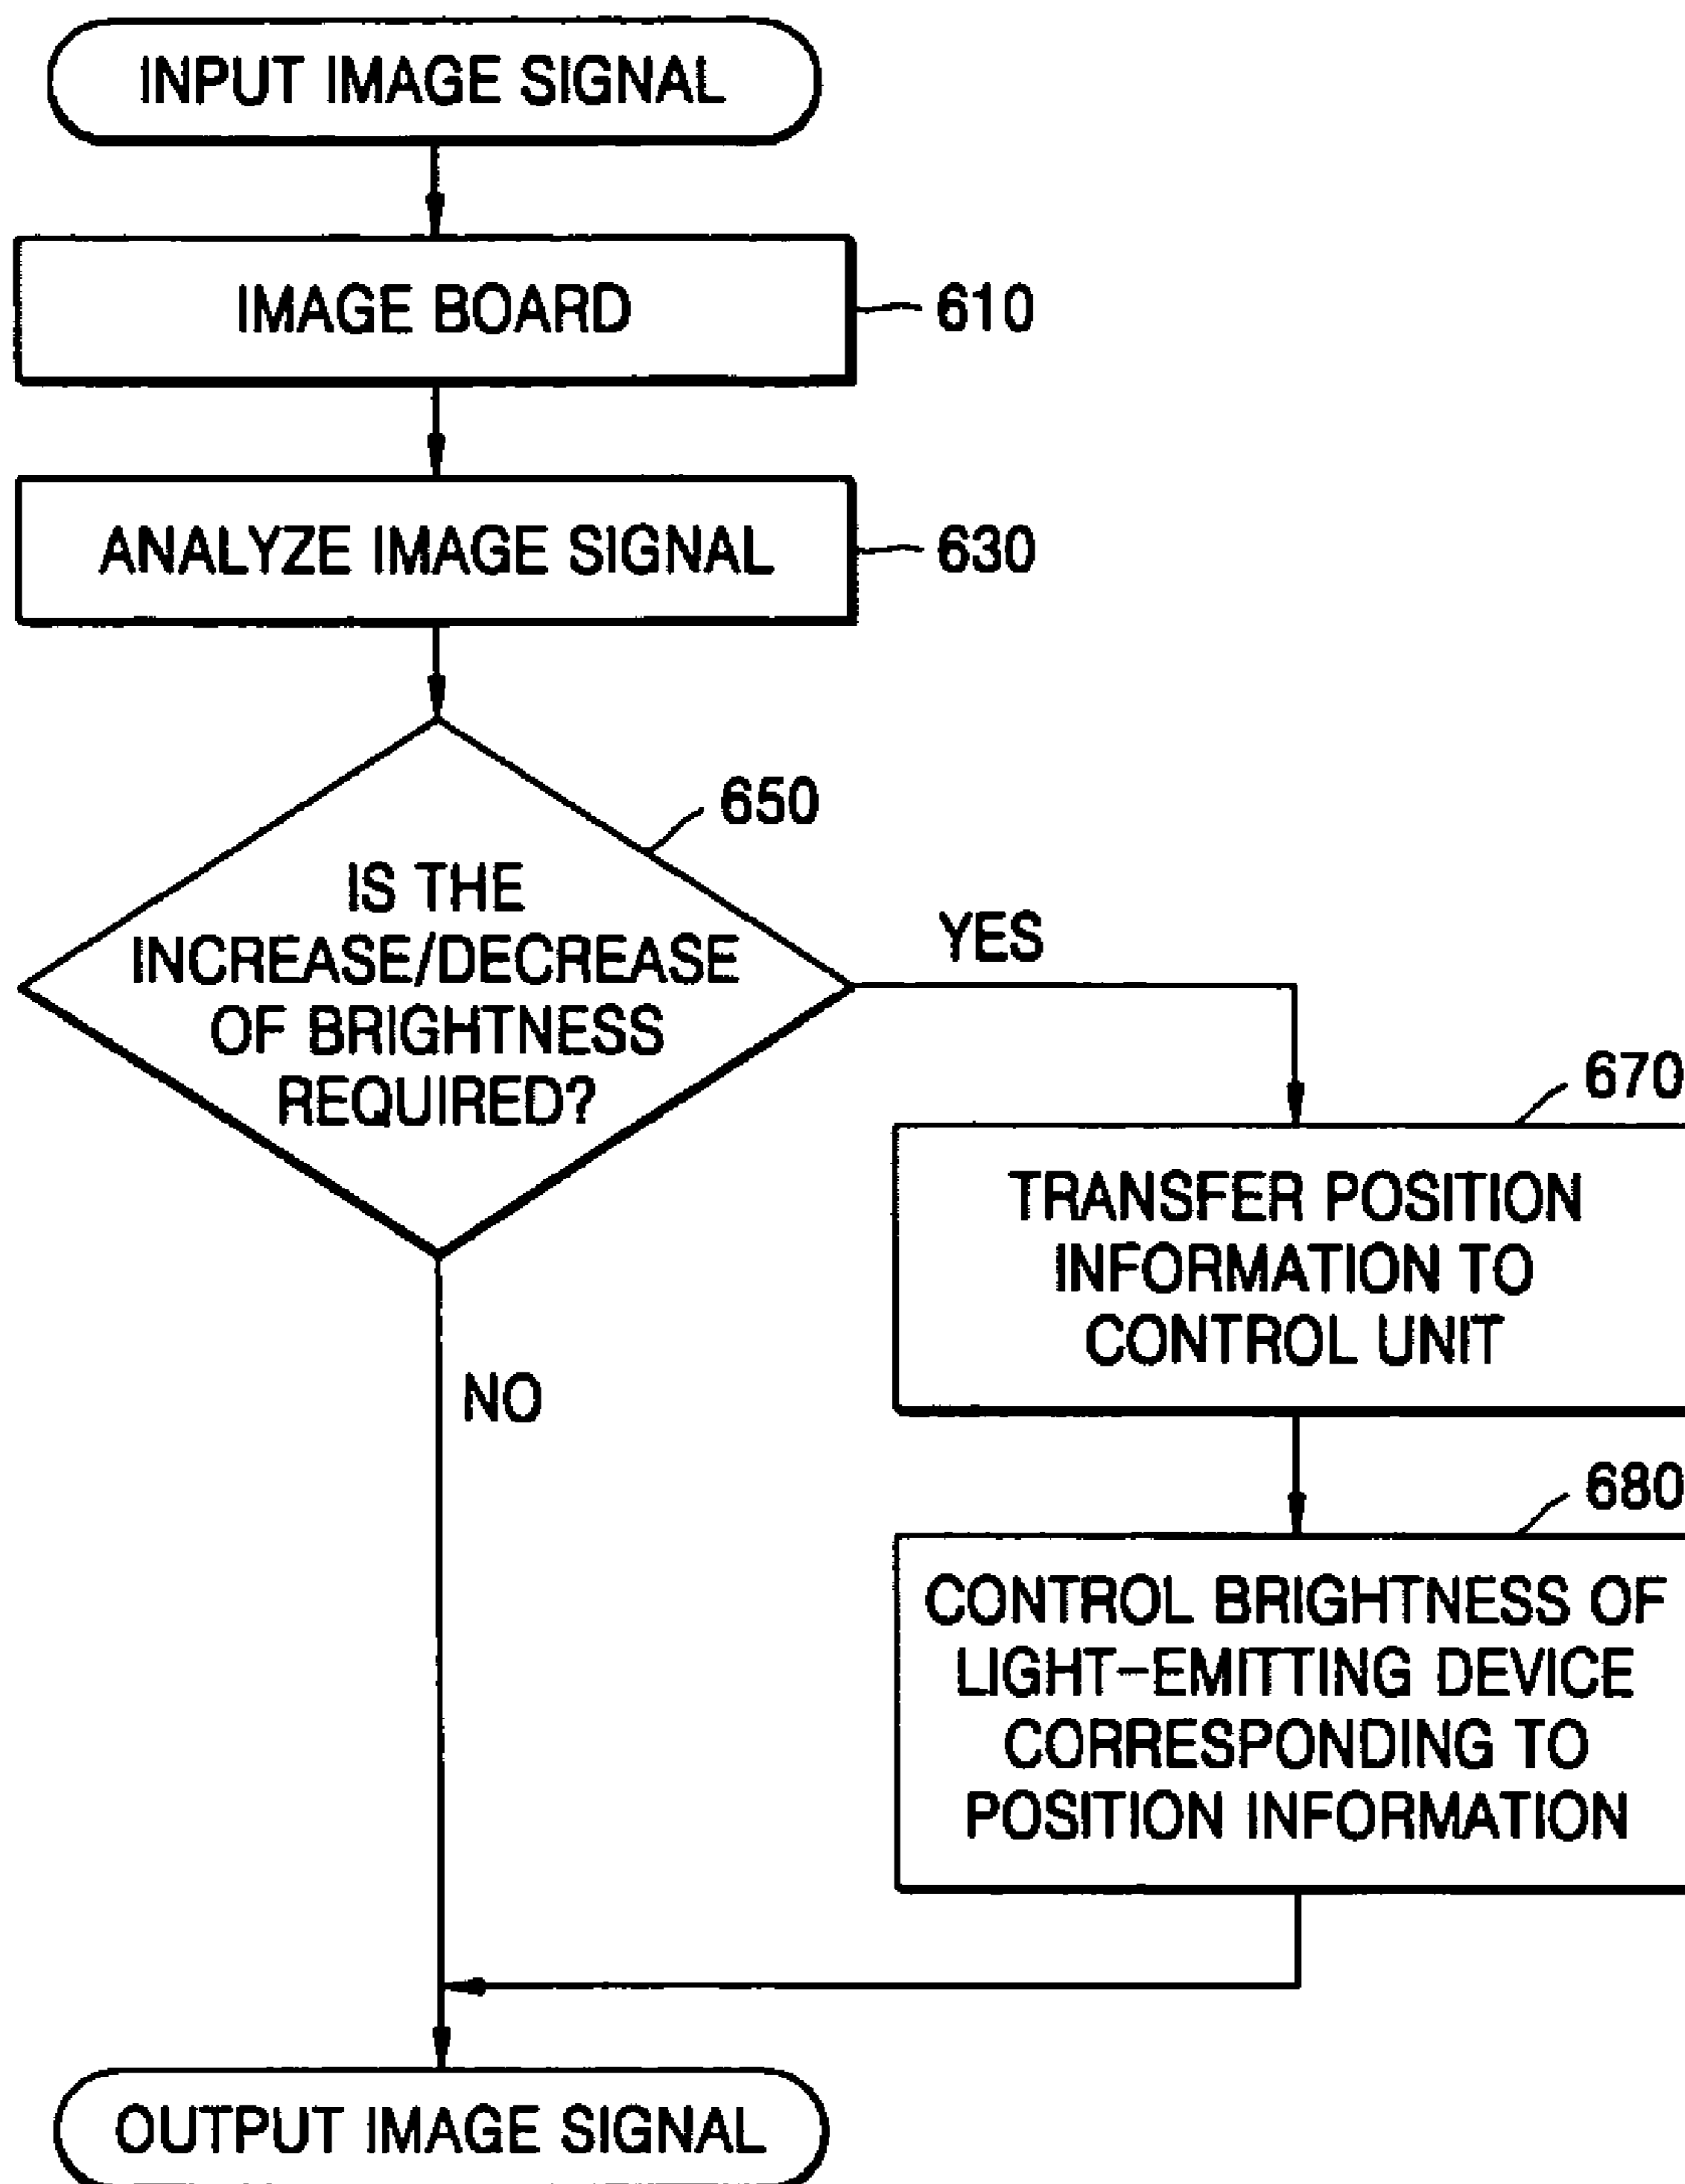 INPUT IMAGE SIGNAL
IMAGE BOARD
610
ANALYZE IMAGE SIGNAL
630
650
IS THE
INCREASE/DECREASE
OF BRIGHTNESS
REQUIRED?
YES
670
TRANSFER POSITION
INFORMATION TO
CONTROL UNIT
NO
680
CONTROL BRIGHTNESS OF
LIGHT-EMITTING DEVICE
CORRESPONDING TO
POSITION INFORMATION
OUTPUT IMAGE SIGNAL